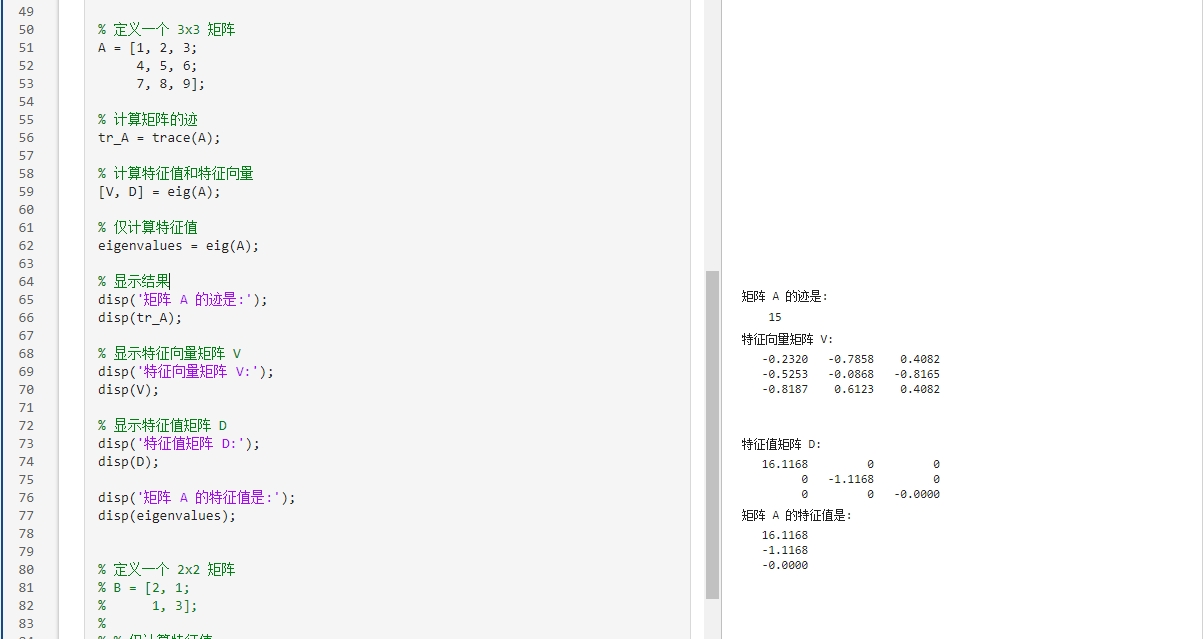 49
50 % 定义一个 3x3 矩阵
51 A = [1, 2, 3;
52 4, 5, 6;
53 7, 8, 9];
54
55 % 计算矩阵的迹
56 tr_A = trace(A);
57
58 % 计算特征值和特征向量
59 [V, D] = eig(A);
60
61 % 仅计算特征值
62 eigenvalues = eig(A);
63
64 % 显示结果
65 disp('矩阵 A 的迹是:');
66 disp(tr_A);
67
68 % 显示特征向量矩阵 V
69 disp('特征向量矩阵 V:');
70 disp(V);
71
72 % 显示特征值矩阵 D
73 disp('特征值矩阵 D:');
74 disp(D);
75
76 disp('矩阵 A 的特征值是:');
77 disp(eigenvalues);
78
79
80 % 定义一个 2x2 矩阵
81 % B = [2, 1;
82 % 1, 3];
83 %
% % 仅计算特征值
矩阵 A 的迹是:
15
特征向量矩阵 V:
-0.2320 -0.7858 0.4082
-0.5253 -0.0868 -0.8165
-0.8187 0.6123 0.4082
特征值矩阵 D:
16.1168 0 0
0 -1.1168 0
0 0 -0.0000
矩阵 A 的特征值是:
16.1168
-1.1168
-0.0000